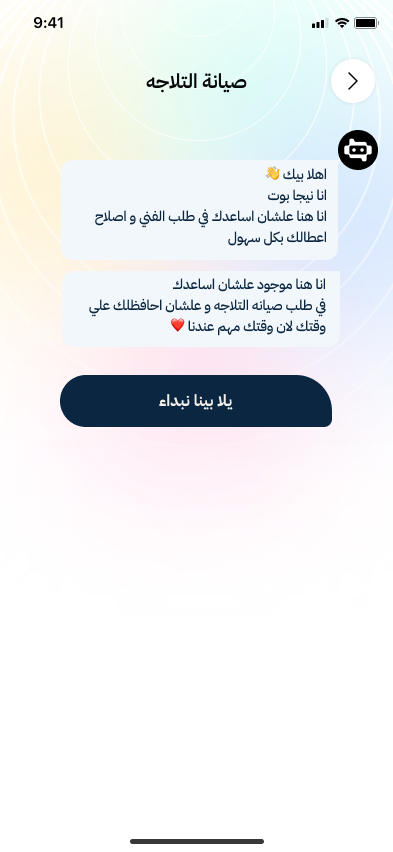 9:41
صيانة التلاجه
اهلا بيك 👋
انا نيجا بوت
انا هنا علشان اساعدك في طلب الفني و اصلاح
اعطالك بكل سهول
انا هنا موجود علشان اساعدك
في طلب صيانه التلاجه و علشان احافظلك علي
وقتك لان وقتك مهم عندنا ❤️
يلا بينا نبداء